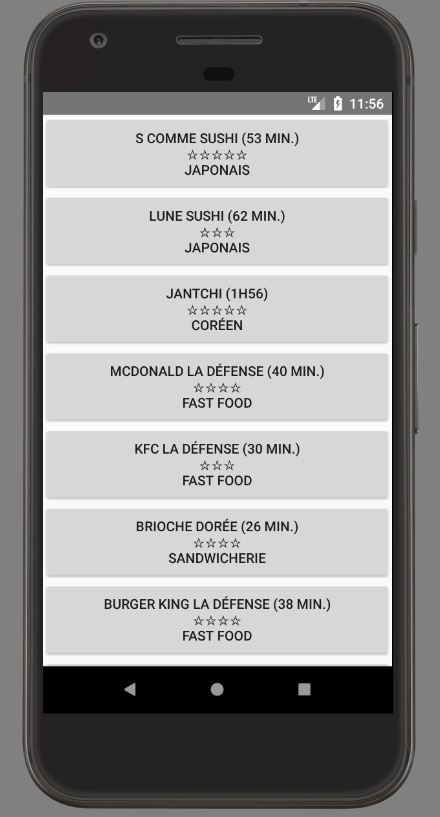 LTE 11:56
S COMME SUSHI (53 MIN.)
☆☆☆☆☆
JAPONAIS
LUNE SUSHI (62 MIN.)
☆☆☆
JAPONAIS
JANTCHI (1H56)
☆☆☆☆☆
CORÉEN
MCDONALD LA DÉFENSE (40 MIN.)
☆☆☆☆
FAST FOOD
KFC LA DÉFENSE (30 MIN.)
☆☆☆
FAST FOOD
BRIOCHE DORÉE (26 MIN.)
☆☆☆☆
SANDWICHERIE
BURGER KING LA DÉFENSE (38 MIN.)
☆☆☆☆
FAST FOOD